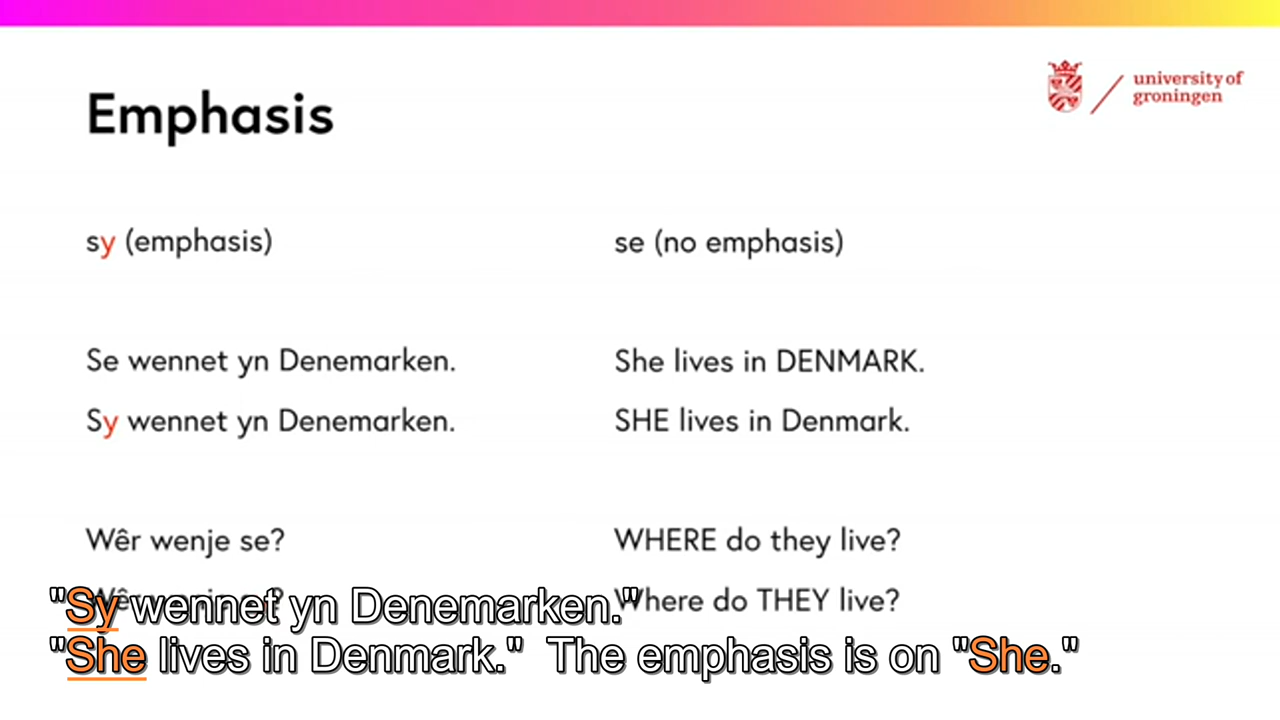 university of
groningen
Emphasis
sy (emphasis)
se (no emphasis)
Se wennet yn Denemarken.
She lives in DENMARK.
Sy wennet yn Denemarken.
SHE lives in Denmark.
Wêr wenje se?
WHERE do they live?
Where do THEY live?
"Sy wennet yn Denemarken."
"She lives in Denmark." The emphasis is on "She."